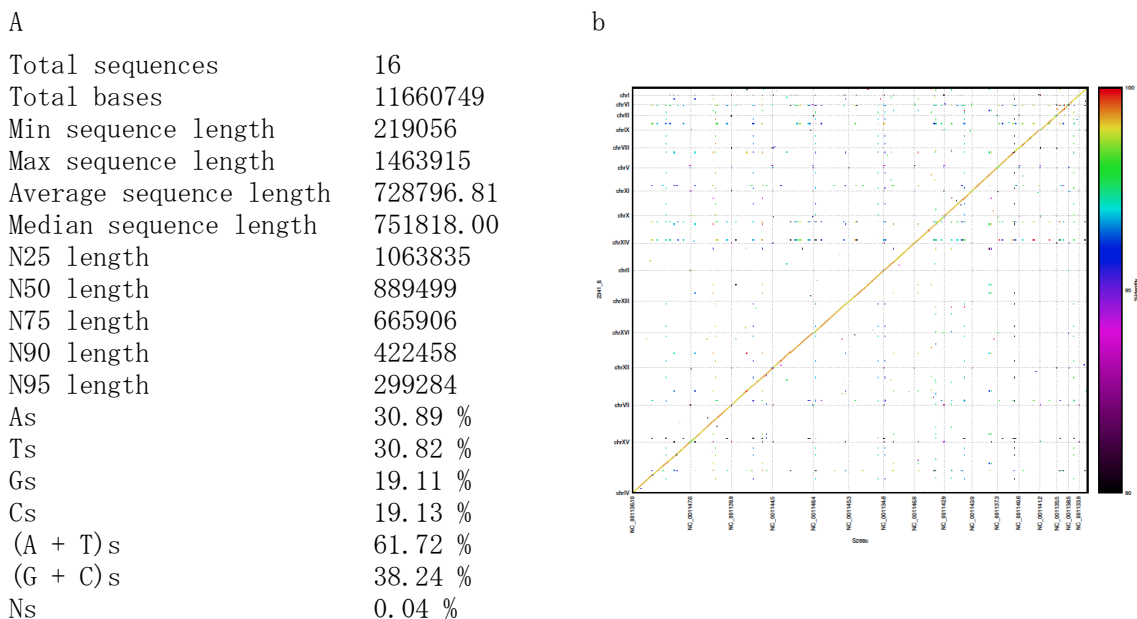 A
Total sequences 16
Total bases 11660749
Min sequence length 219056
Max sequence length 1463915
Average sequence length 728796.81
Median sequence length 751818.00
N25 length 1063835
N50 length 889499
N75 length 665906
N90 length 422458
N95 length 299284
As 30.89 %
Ts 30.82 %
Gs 19.11 %
Cs 19.13 %
(A + T)s 61.72 %
(G + C)s 38.24 %
Ns 0.04 %
b
chrI
chrVI
chrIII
chrIX
chrVIII
chrV
chrXI
chrX
chrXIV
chrII
chrXIII
chrXVI
chrXII
chrVII
chrXV
chrIV
S288c
100
95
90